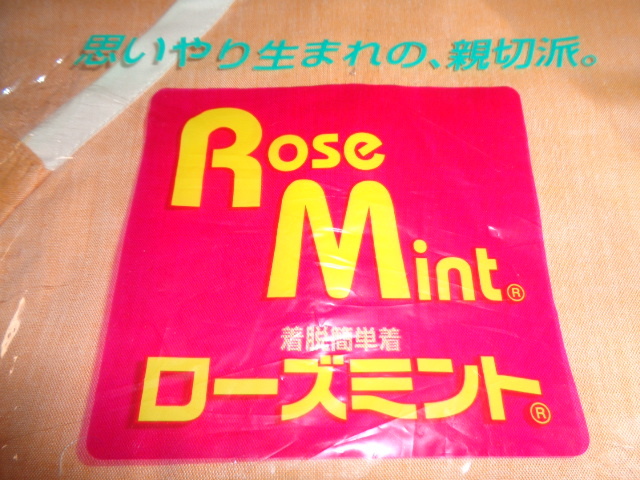 思いやり生まれの、親切派。
Rose
Mint®
着脱簡単着
ローズミント®